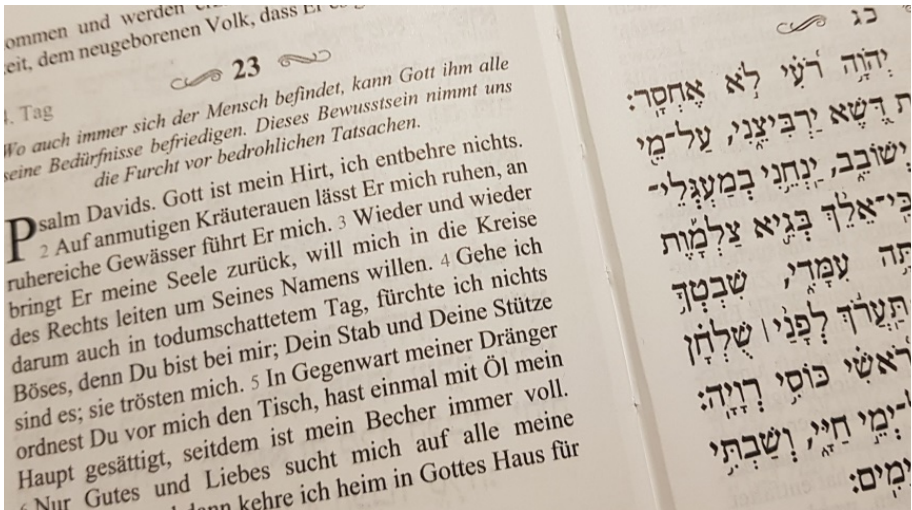 ommen und werden
eit, dem neugeborenen Volk, dass Er es
23
. Tag
Wo auch immer sich der Mensch befindet, kann Gott ihm alle
seine Bedürfnisse befriedigen. Dieses Bewusstsein nimmt uns
die Furcht vor bedrohlichen Tatsachen.
Psalm Davids. Gott ist mein Hirt, ich entbehre nichts.
2 Auf anmutigen Kräuterauen lässt Er mich ruhen, an
ruhereiche Gewässer führt Er mich. 3 Wieder und wieder
bringt Er meine Seele zurück, will mich in die Kreise
des Rechts leiten um Seines Namens willen. 4 Gehe ich
darum auch in todumschattetem Tag, fürchte ich nichts
Böses, denn Du bist bei mir; Dein Stab und Deine Stütze
sind es; sie trösten mich. 5 In Gegenwart meiner Dränger
ordnest Du vor mich den Tisch, hast einmal mit Öl mein
Haupt gesättigt, seitdem ist mein Becher immer voll.
6 Nur Gutes und Liebes sucht mich auf alle meine
kehre ich heim in Gottes Haus für
כג
יְהֹוָה רֹעִי לֹא אֶחְסָר׃
דֶּשֶׁא יַרְבִּיצֵנִי, עַל־מֵי
יְשׁוֹבֵב, יַנְחֵנִי בְמַעְגְּלֵי־
כִּי־אֵלֵךְ בְּגֵיא צַלְמָוֶת
עִמָּדִי, שִׁבְטְךָ
תַּעֲרֹךְ לְפָנַי ׀ שֻׁלְחָן
רֹאשִׁי כּוֹסִי רְוָיָה׃
יְמֵי חַיָּי, וְשַׁבְתִּי